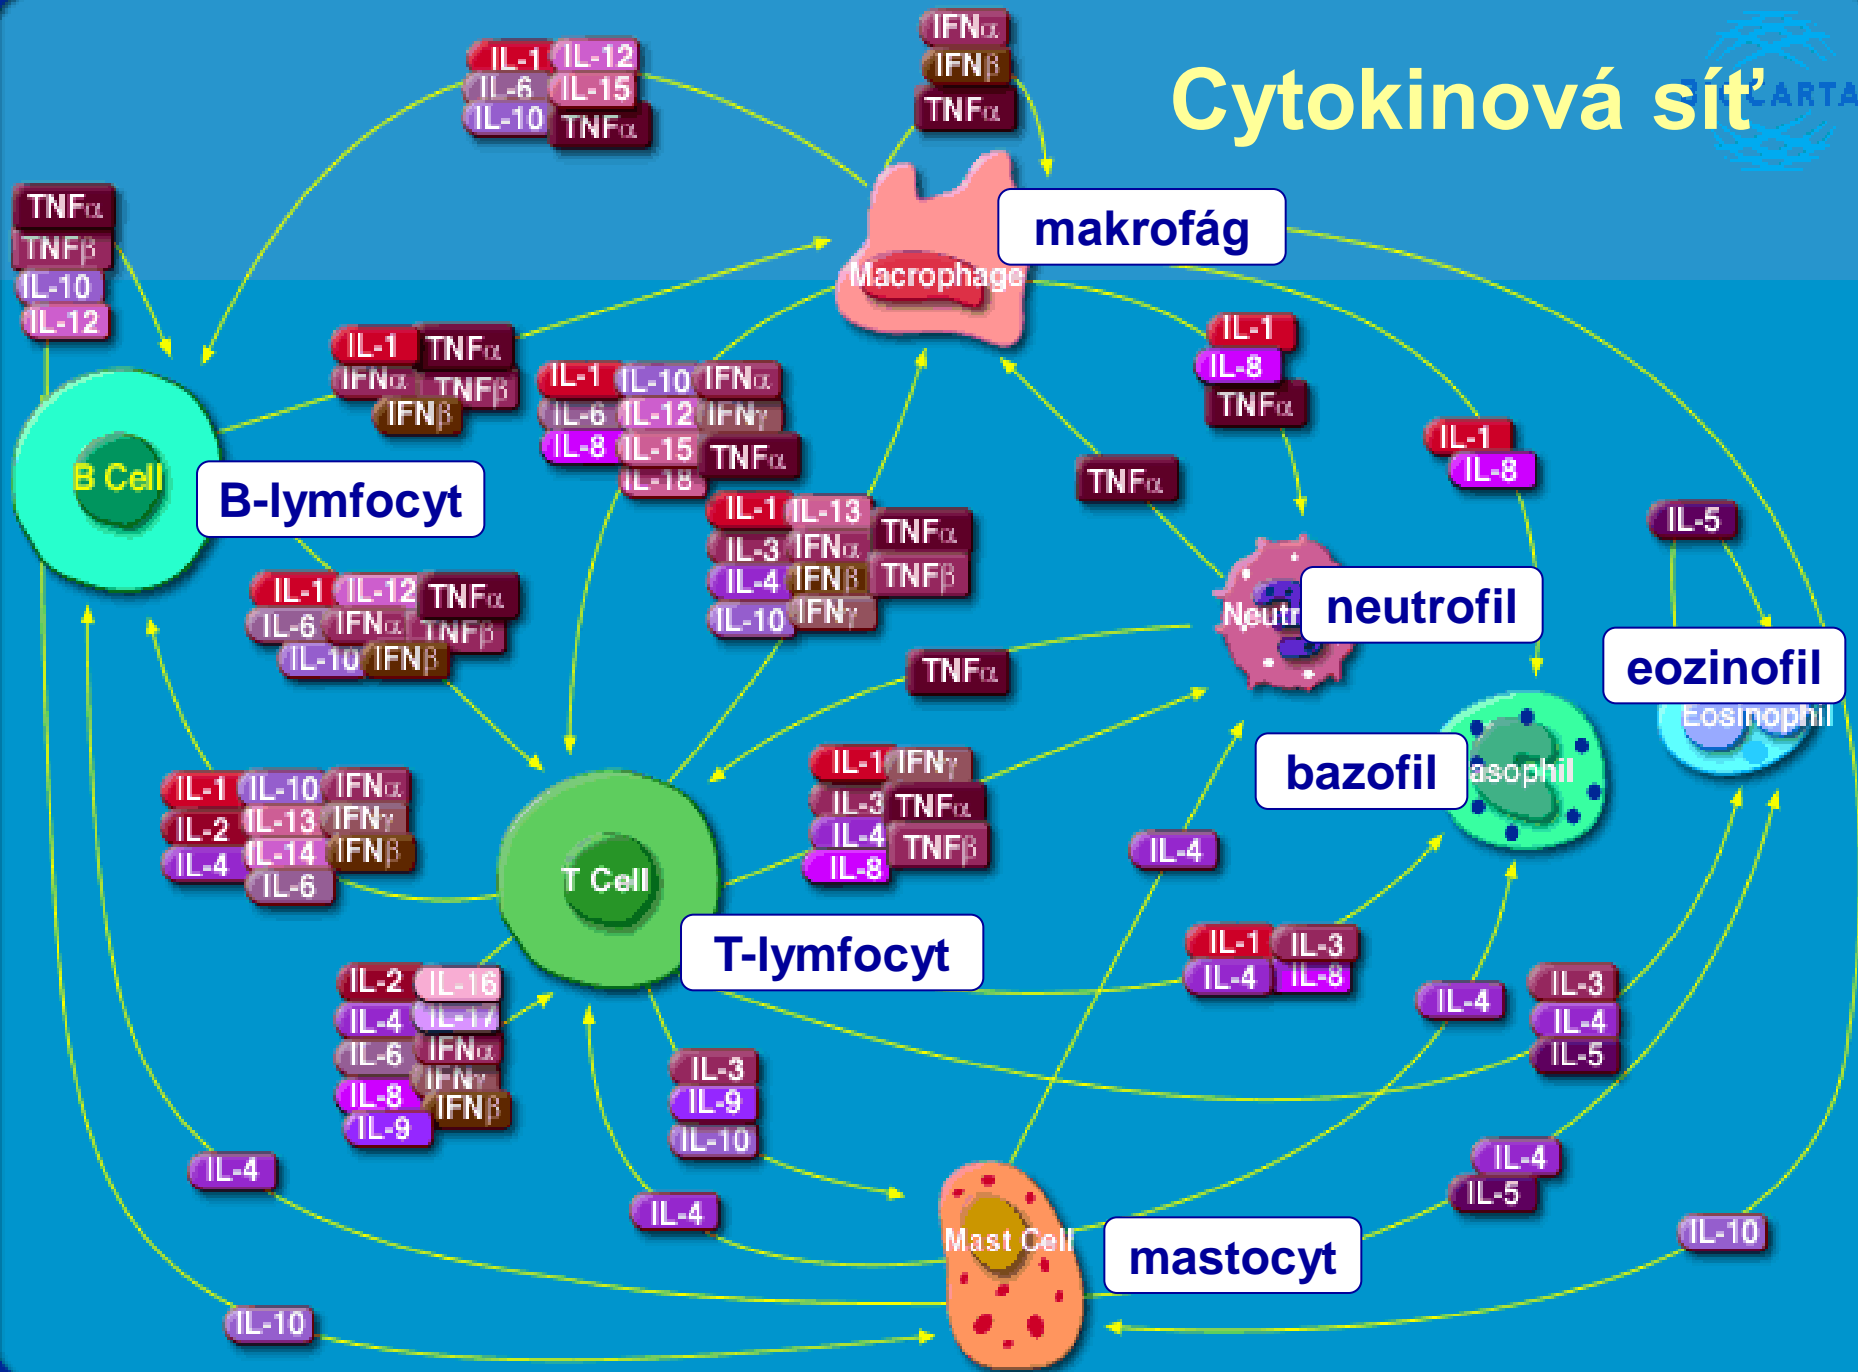 Cytokinová síť
BIOCARTA
IFNα
IFNβ
TNFα
IL-1 IL-12
IL-6 IL-15
IL-10 TNFα
TNFα
TNFβ
IL-10
IL-12
makrofág
Macrophage
IL-1 TNFα
IFNα TNFβ
IFNβ
IL-1 IL-10 IFNα
IL-6 IL-12 IFNγ
IL-8 IL-15 TNFα
IL-18
IL-1
IL-8
TNFα
IL-1
IL-8
B Cell
B-lymfocyt
TNFα
IL-5
IL-1 IL-13 TNFα
IL-3 IFNα
IL-4 IFNβ TNFβ
IL-10 IFNγ
IL-1 IL-12 TNFα
IL-6 IFNα TNFβ
IL-10 IFNβ
Neutr
neutrofil
eozinofil
Eosinophil
TNFα
bazofil
asophil
IL-1 IFNγ
IL-3 TNFα
IL-4 TNFβ
IL-8
IL-1 IL-10 IFNα
IL-2 IL-13 IFNγ
IL-4 IL-14 IFNβ
IL-6
IL-4
T Cell
T-lymfocyt
IL-1 IL-3
IL-4 IL-8
IL-2 IL-16
IL-4 IL-17
IL-6 IFNα
IFNγ
IL-8 IFNβ
IL-9
IL-4
IL-3
IL-4
IL-5
IL-3
IL-9
IL-10
IL-4
IL-4
IL-4
IL-5
Mast Cell
mastocyt
IL-10
IL-10